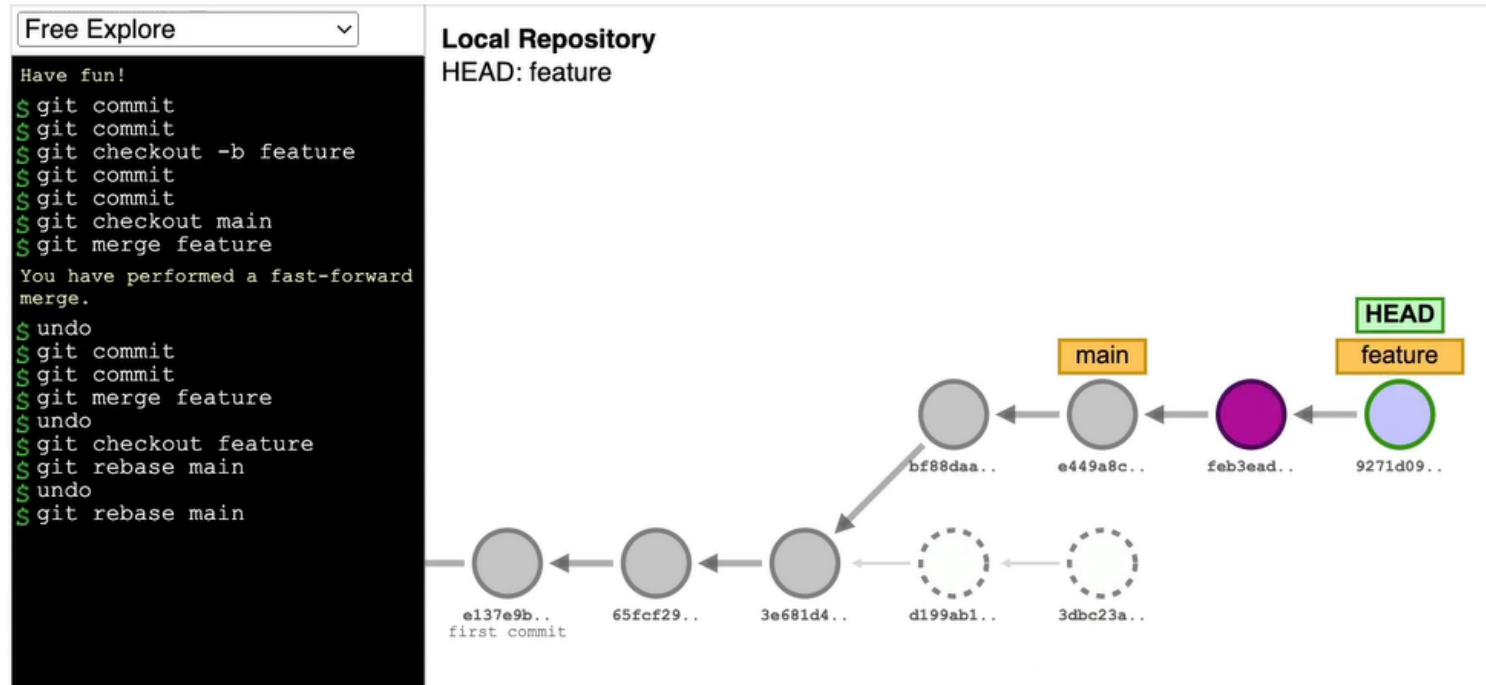 Free Explore
Have fun!
$ git commit
$ git commit
$ git checkout -b feature
$ git commit
$ git commit
$ git checkout main
$ git merge feature
You have performed a fast-forward
merge.
$ undo
$ git commit
$ git commit
$ git merge feature
$ undo
$ git checkout feature
$ git rebase main
$ undo
$ git rebase main
Local Repository
HEAD: feature
HEAD
main
feature
bf88daa..
e449a8c..
feb3ead..
9271d09..
e137e9b..
first commit
65fcf29..
3e681d4..
d199ab1..
3dbc23a..